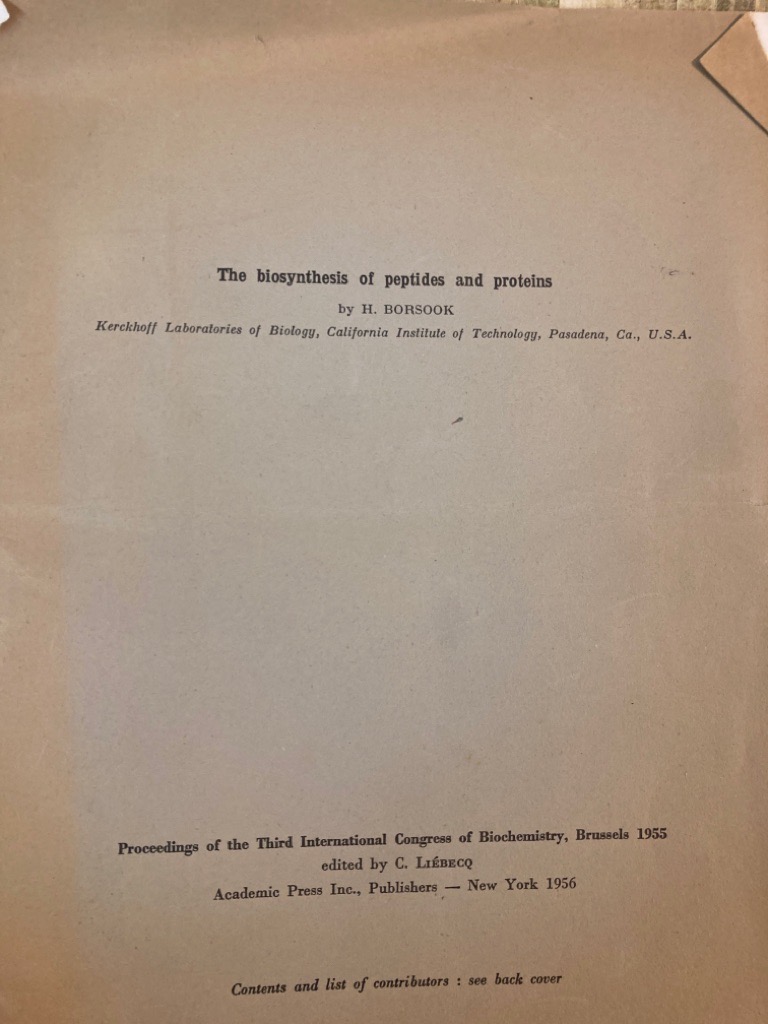 The biosynthesis of peptides and proteins
by H. BORSOOK
Kerckhoff Laboratories of Biology, California Institute of Technology, Pasadena, Ca., U.S.A.
Proceedings of the Third International Congress of Biochemistry, Brussels 1955
edited by C. LIÉBECQ
Academic Press Inc., Publishers — New York 1956
Contents and list of contributors : see back cover